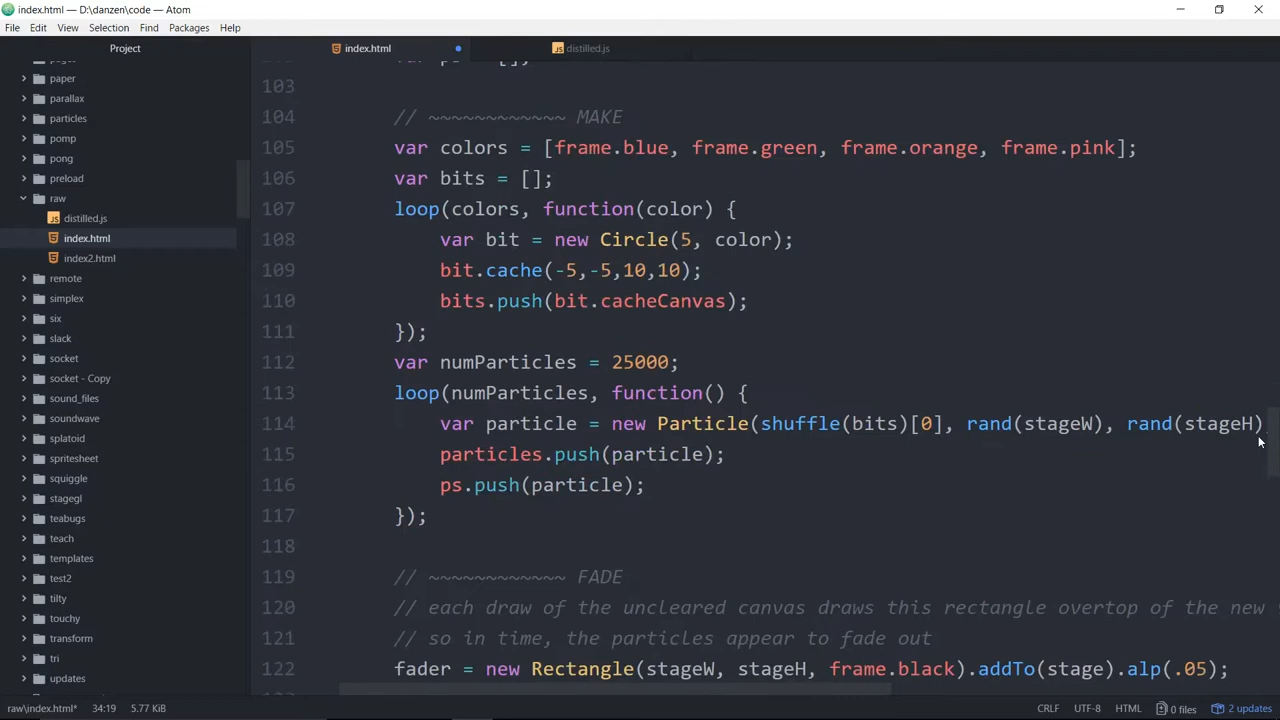 index.html — D:\danzen\code — Atom
File Edit View Selection Find Packages Help
Project
index.html
distilled.js
paper
parallax
particles
pomp
pong
preload
raw
distilled.js
index.html
index2.html
remote
simplex
six
slack
socket
socket - Copy
sound_files
soundwave
splatoid
spritesheet
squiggle
stagegl
teabugs
teach
templates
test2
tilty
touchy
transform
tri
updates
103
104 // ~~~~~~~~~~~~ MAKE
105 var colors = [frame.blue, frame.green, frame.orange, frame.pink];
106 var bits = [];
107 loop(colors, function(color) {
108 var bit = new Circle(5, color);
109 bit.cache(-5,-5,10,10);
110 bits.push(bit.cacheCanvas);
111 });
112 var numParticles = 25000;
113 loop(numParticles, function() {
114 var particle = new Particle(shuffle(bits)[0], rand(stageW), rand(stageH)
115 particles.push(particle);
116 ps.push(particle);
117 });
118
119 // ~~~~~~~~~~~~ FADE
120 // each draw of the uncleared canvas draws this rectangle overtop of the new
121 // so in time, the particles appear to fade out
122 fader = new Rectangle(stageW, stageH, frame.black).addTo(stage).alp(.05);
raw\index.html* 34:19 5.77 KiB CRLF UTF-8 HTML 0 files 2 updates